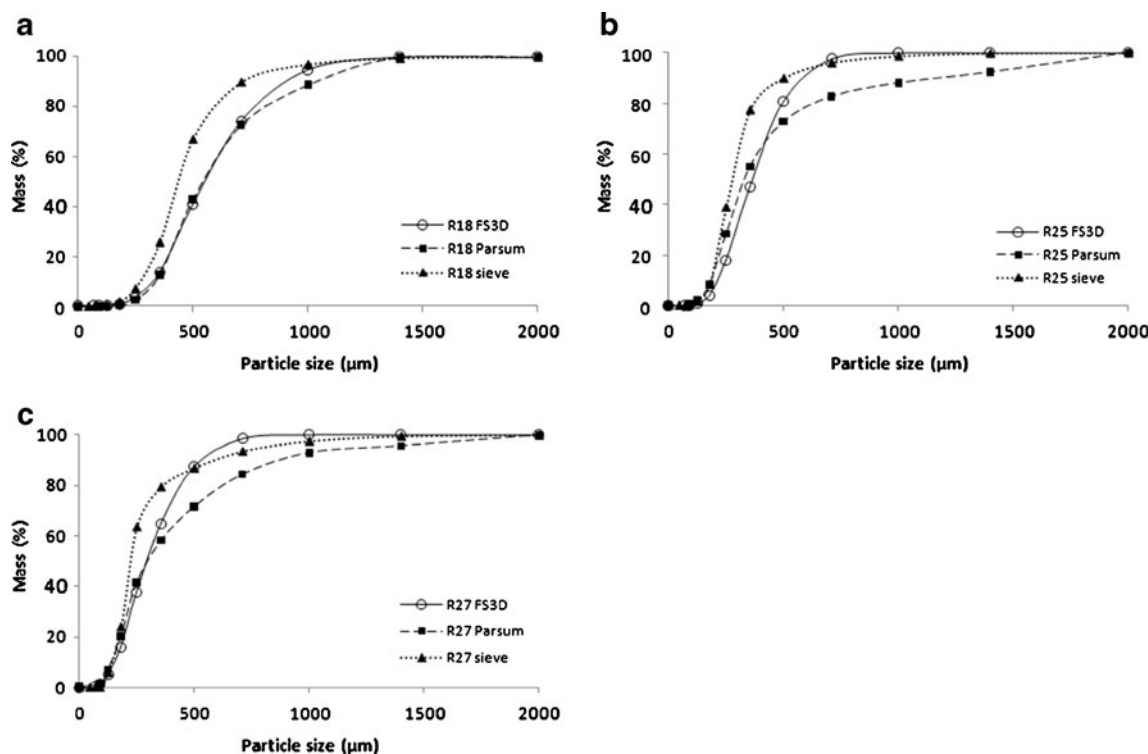 a
100
80
60
40
20
0
Mass (%)
R18 FS3D
R18 Parsum
R18 sieve
0 500 1000 1500 2000
Particle size (µm)
b
100
80
60
40
20
0
Mass (%)
R25 FS3D
R25 Parsum
R25 sieve
0 500 1000 1500 2000
Particle size (µm)
c
100
80
60
40
20
0
Mass (%)
R27 FS3D
R27 Parsum
R27 sieve
0 500 1000 1500 2000
Particle size (µm)